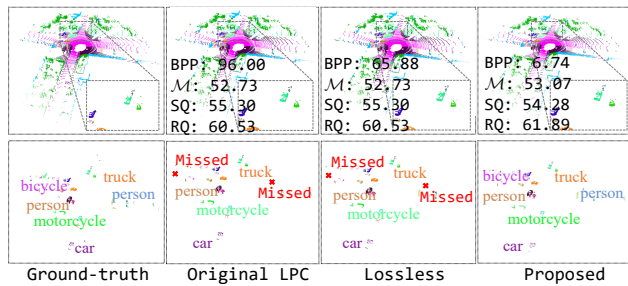 BPP: 96.00
M: 52.73
SQ: 55.30
RQ: 60.53
BPP: 65.88
M: 52.73
SQ: 55.30
RQ: 60.53
BPP: 6.74
M: 53.07
SQ: 54.28
RQ: 61.89
bicycle
truck
person
person
motorcycle
car
Missed
truck
person
Missed
motorcycle
car
Missed
truck
person
Missed
motorcycle
car
bicycle
truck
person
person
motorcycle
car
Ground-truth
Original LPC
Lossless
Proposed